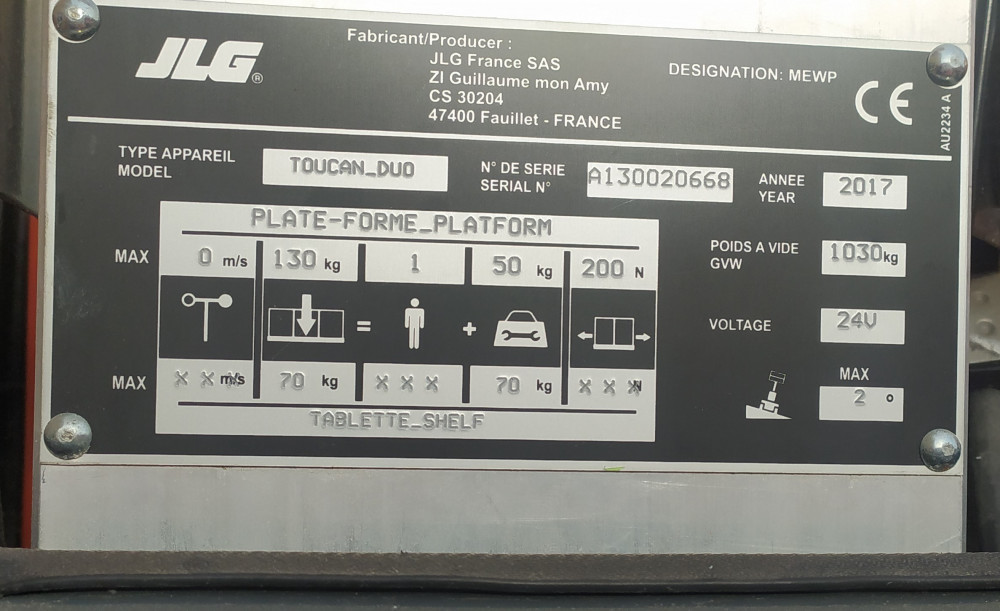 JLG®
Fabricant/Producer :
JLG France SAS
ZI Guillaume mon Amy
CS 30204
47400 Fauillet - FRANCE
DESIGNATION: MEWP
CE
AU2234 A
TYPE APPAREIL
MODEL
TOUCAN_DUO
N° DE SERIE
SERIAL N°
A130020668
ANNEE
YEAR
2017
PLATE-FORME_PLATFORM
MAX 0 m/s 130 kg 1 50 kg 200 N
= +
MAX X X X m/s 70 kg X X X 70 kg X X X N
TABLETTE_SHELF
POIDS A VIDE
GVW
1030kg
VOLTAGE
24V
MAX
2 °